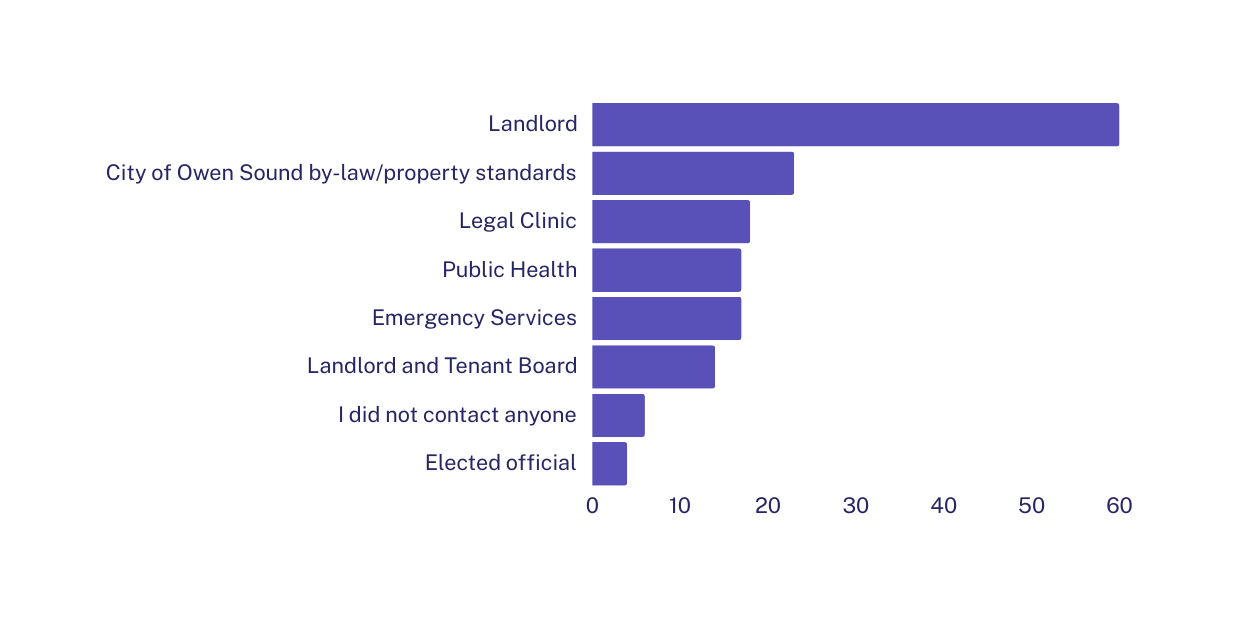 Landlord
City of Owen Sound by-law/property standards
Legal Clinic
Public Health
Emergency Services
Landlord and Tenant Board
I did not contact anyone
Elected official
0 10 20 30 40 50 60